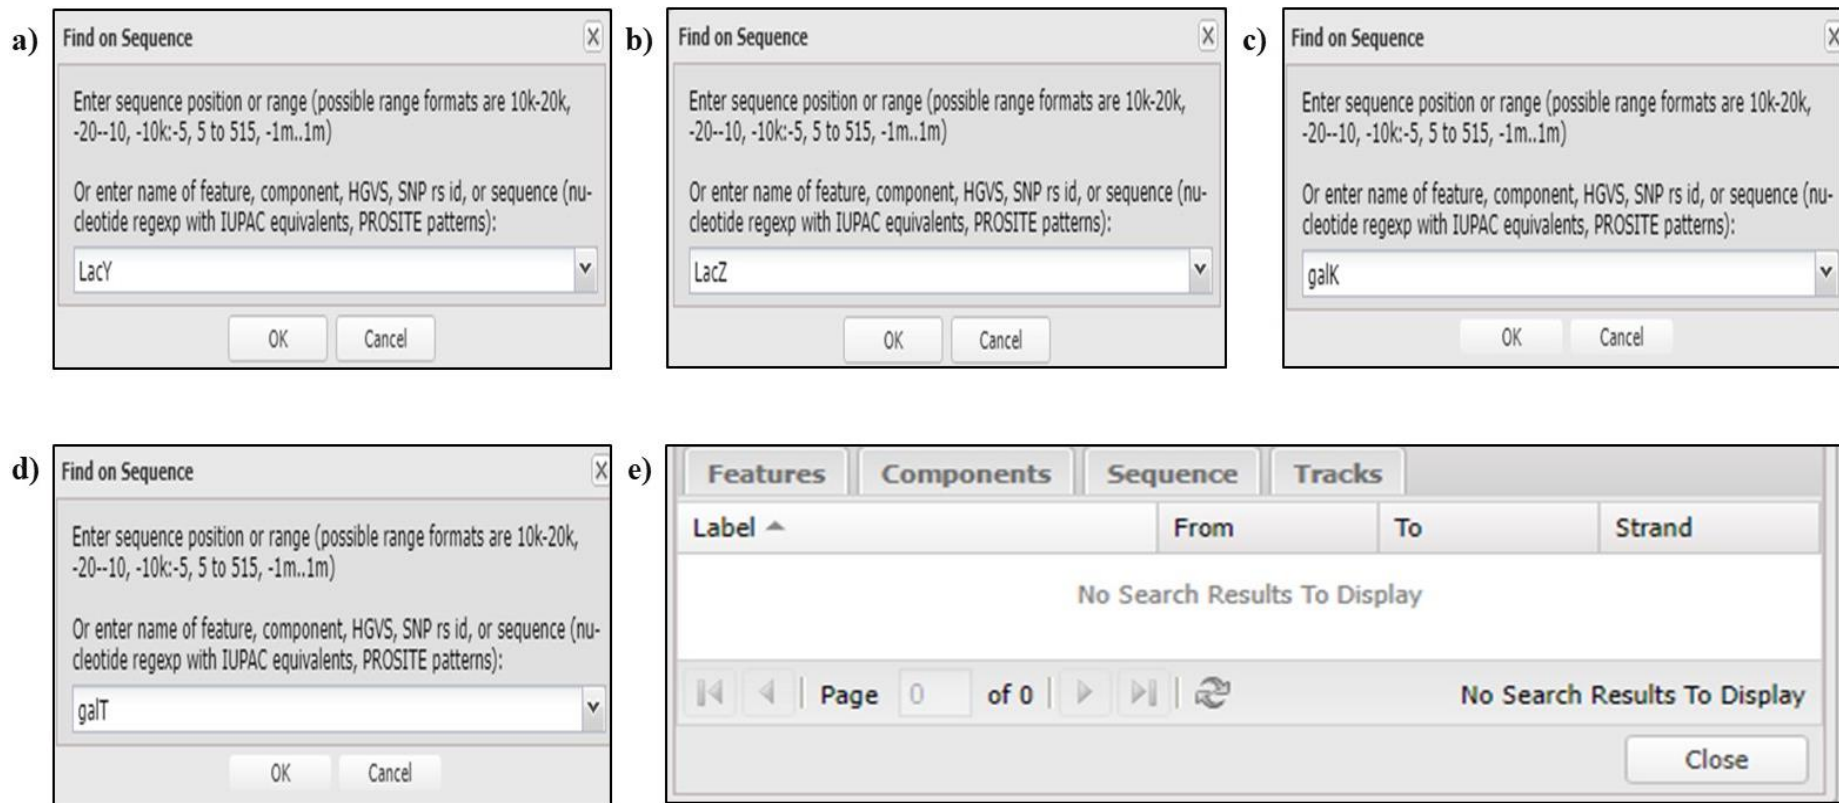 a)
Find on Sequence
X
Enter sequence position or range (possible range formats are 10k-20k,
-20--10, -10k:-5, 5 to 515, -1m..1m)
Or enter name of feature, component, HGVS, SNP rs id, or sequence (nu-
cleotide regexp with IUPAC equivalents, PROSITE patterns):
LacY
OK Cancel
b)
Find on Sequence
X
Enter sequence position or range (possible range formats are 10k-20k,
-20--10, -10k:-5, 5 to 515, -1m..1m)
Or enter name of feature, component, HGVS, SNP rs id, or sequence (nu-
cleotide regexp with IUPAC equivalents, PROSITE patterns):
LacZ
OK Cancel
c)
Find on Sequence
X
Enter sequence position or range (possible range formats are 10k-20k,
-20--10, -10k:-5, 5 to 515, -1m..1m)
Or enter name of feature, component, HGVS, SNP rs id, or sequence (nu-
cleotide regexp with IUPAC equivalents, PROSITE patterns):
galK
OK Cancel
d)
Find on Sequence
X
Enter sequence position or range (possible range formats are 10k-20k,
-20--10, -10k:-5, 5 to 515, -1m..1m)
Or enter name of feature, component, HGVS, SNP rs id, or sequence (nu-
cleotide regexp with IUPAC equivalents, PROSITE patterns):
galT
OK Cancel
e)
Features Components Sequence Tracks
Label From To Strand
No Search Results To Display
Page 0 of 0 No Search Results To Display
Close